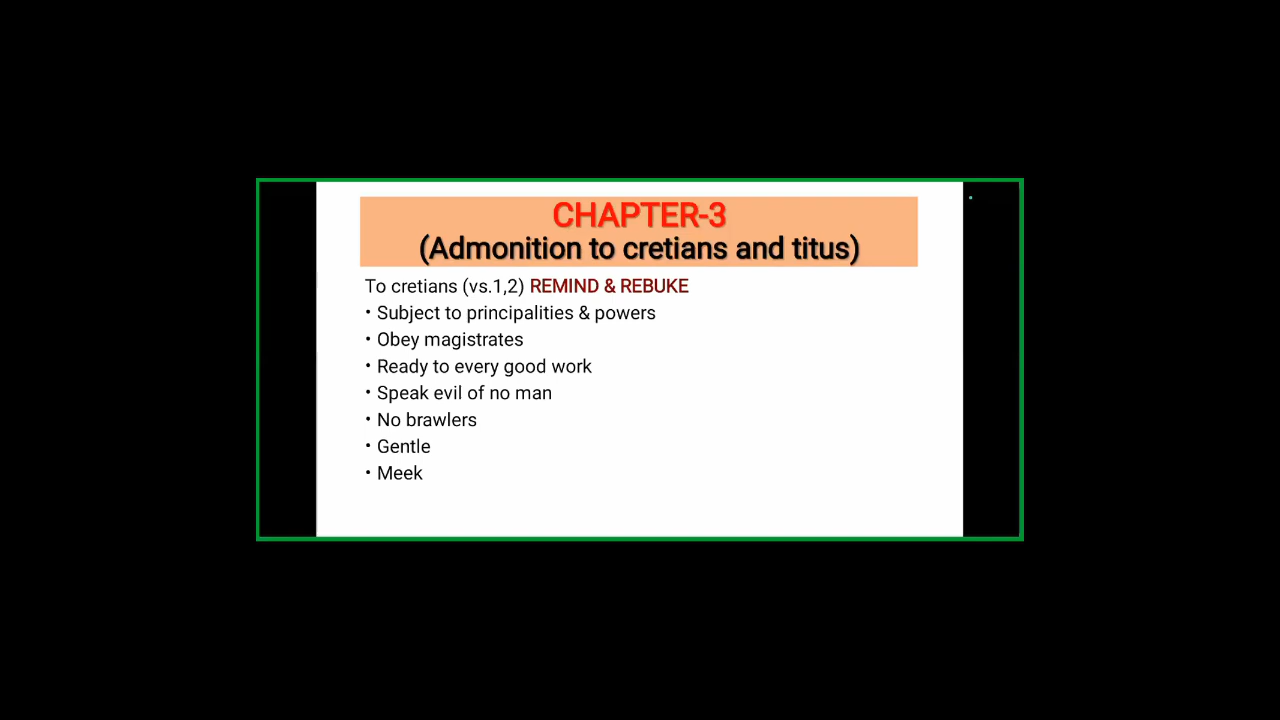 CHAPTER-3
(Admonition to cretians and titus)
To cretians (vs.1,2) REMIND & REBUKE
• Subject to principalities & powers
• Obey magistrates
• Ready to every good work
• Speak evil of no man
• No brawlers
• Gentle
• Meek